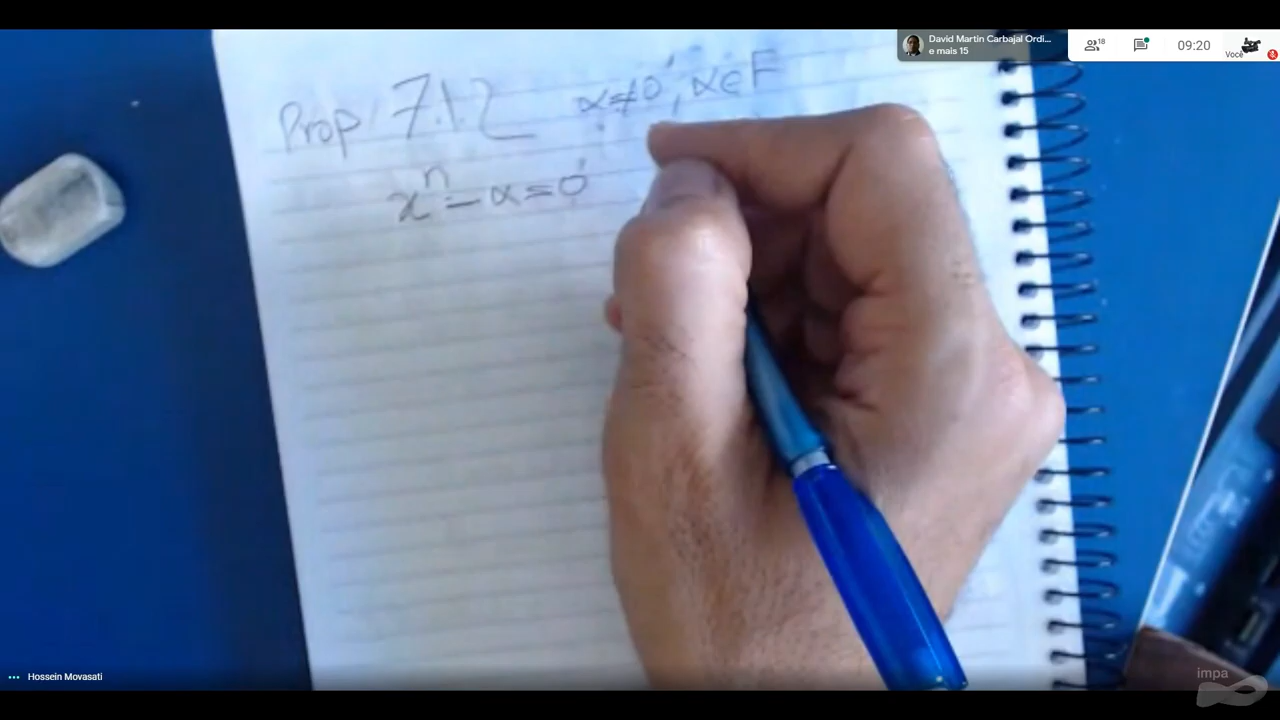 David Martin Carbajal Ordi...
e mais 15
18
09:20
Você
Prop 7.1.2 α≠0, α∈F
xⁿ-α=0
Hossein Movasati
impa